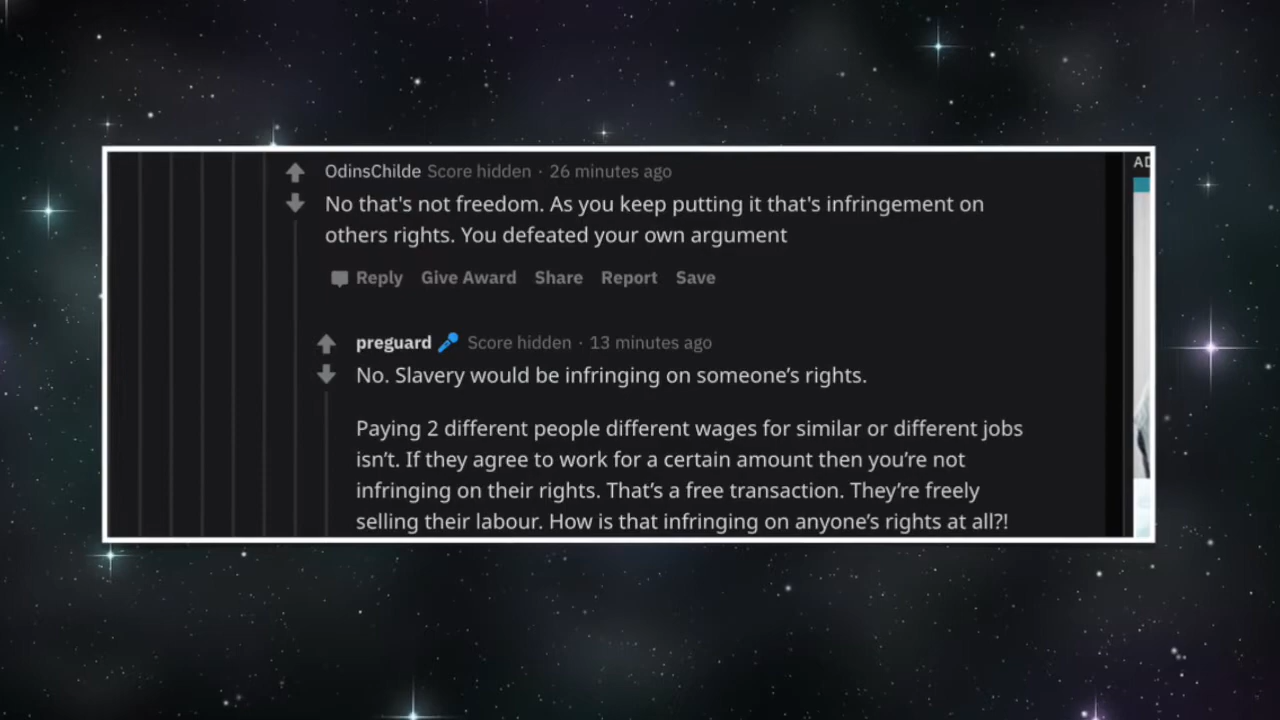 OdinsChilde Score hidden · 26 minutes ago
No that's not freedom. As you keep putting it that's infringement on
others rights. You defeated your own argument
Reply Give Award Share Report Save
preguard Score hidden · 13 minutes ago
No. Slavery would be infringing on someone’s rights.
Paying 2 different people different wages for similar or different jobs
isn’t. If they agree to work for a certain amount then you’re not
infringing on their rights. That’s a free transaction. They’re freely
selling their labour. How is that infringing on anyone’s rights at all?!